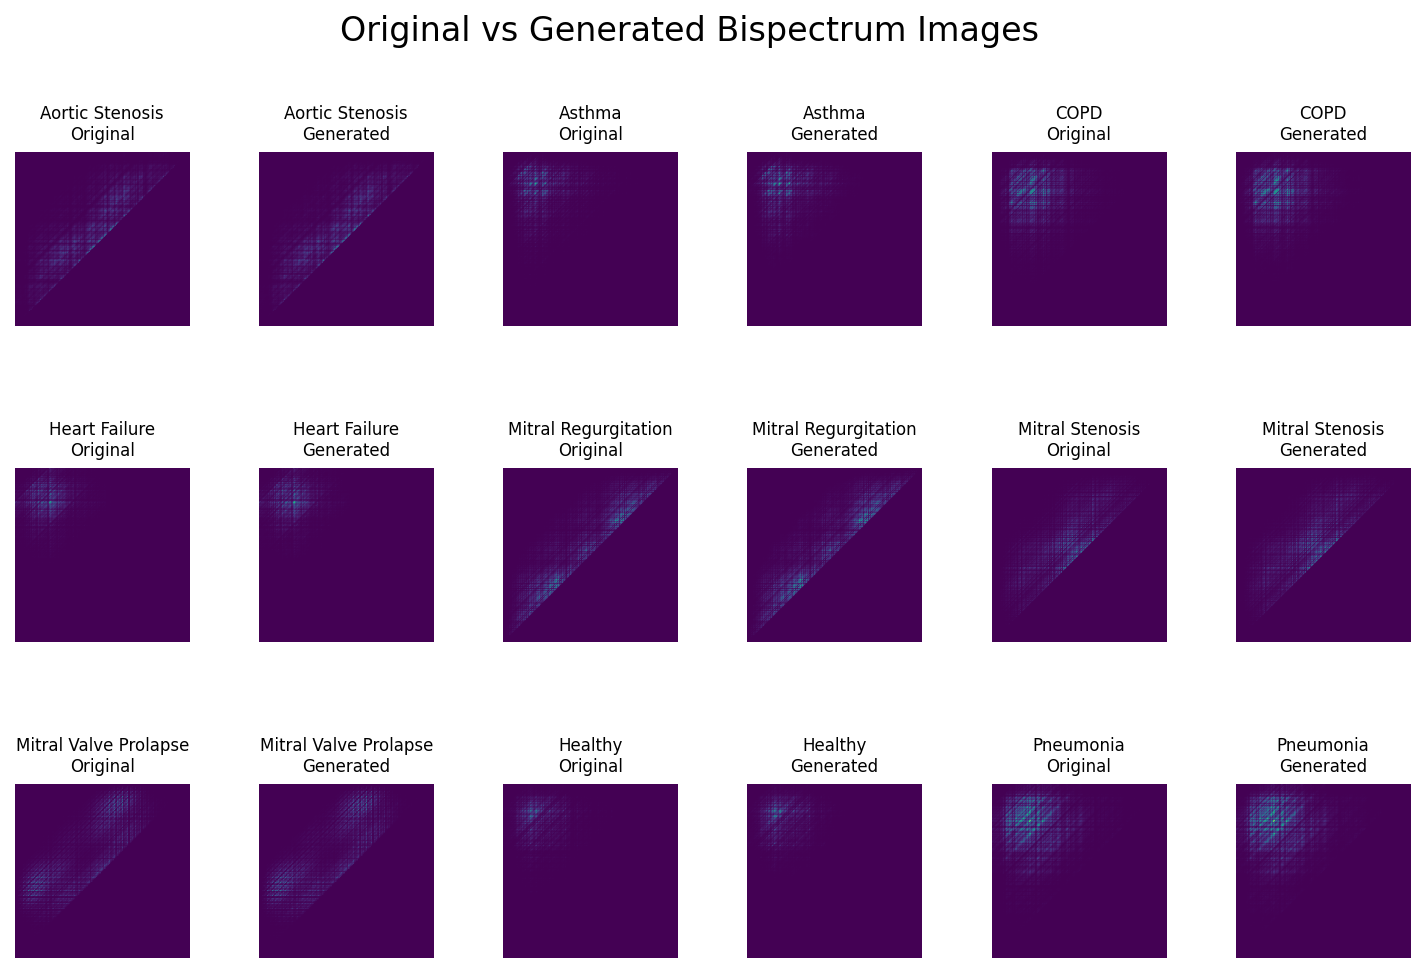 Original vs Generated Bispectrum Images
Aortic Stenosis
Original
Aortic Stenosis
Generated
Asthma
Original
Asthma
Generated
COPD
Original
COPD
Generated
Heart Failure
Original
Heart Failure
Generated
Mitral Regurgitation
Original
Mitral Regurgitation
Generated
Mitral Stenosis
Original
Mitral Stenosis
Generated
Mitral Valve Prolapse
Original
Mitral Valve Prolapse
Generated
Healthy
Original
Healthy
Generated
Pneumonia
Original
Pneumonia
Generated